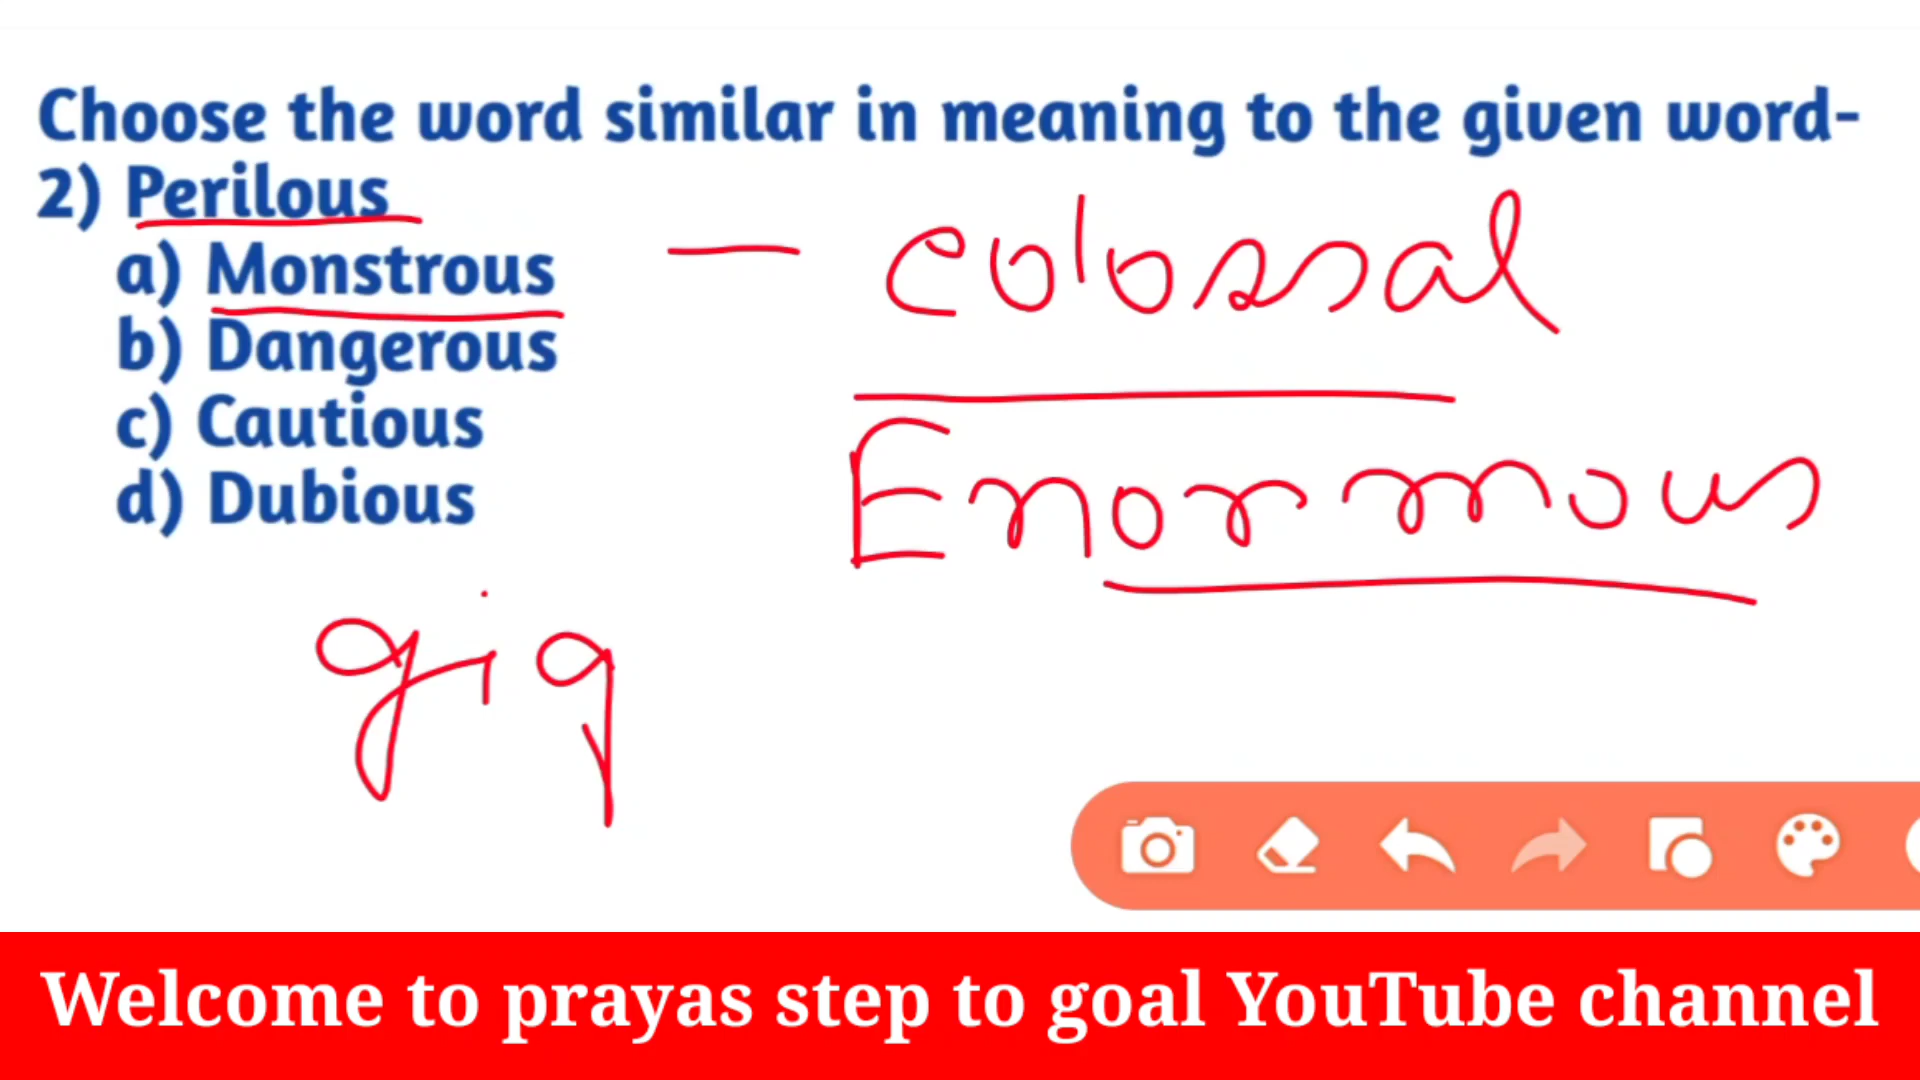 Choose the word similar in meaning to the given word-
2) Perilous
a) Monstrous — colossal
b) Dangerous
c) Cautious
Enormous
d) Dubious
gig
Welcome to prayas step to goal YouTube channel